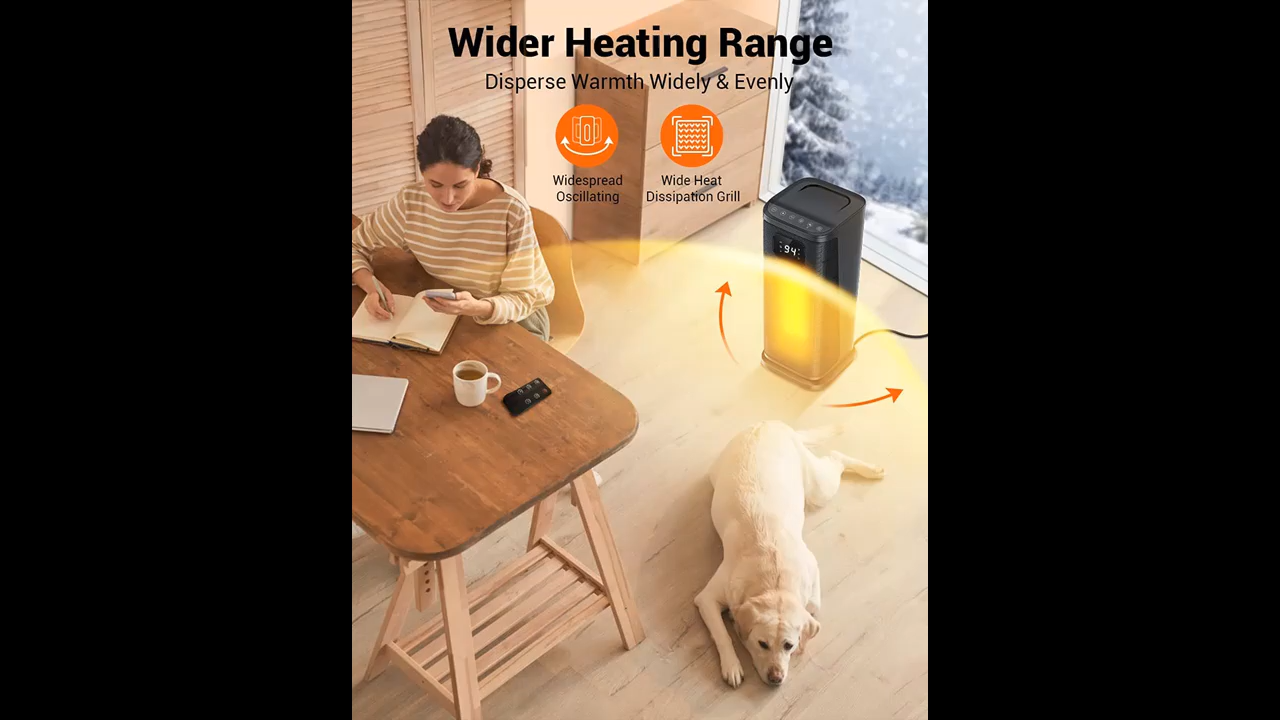 Wider Heating Range
Disperse Warmth Widely & Evenly
Widespread
Oscillating
Wide Heat
Dissipation Grill
94